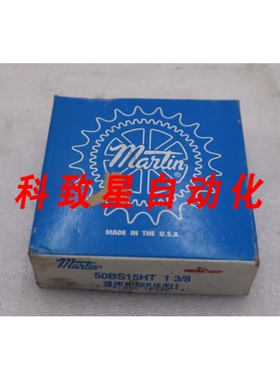 Martin
®
科致星自动化
MADE IN THE U.S.A.
Martin
50BS15HT 1 3/8